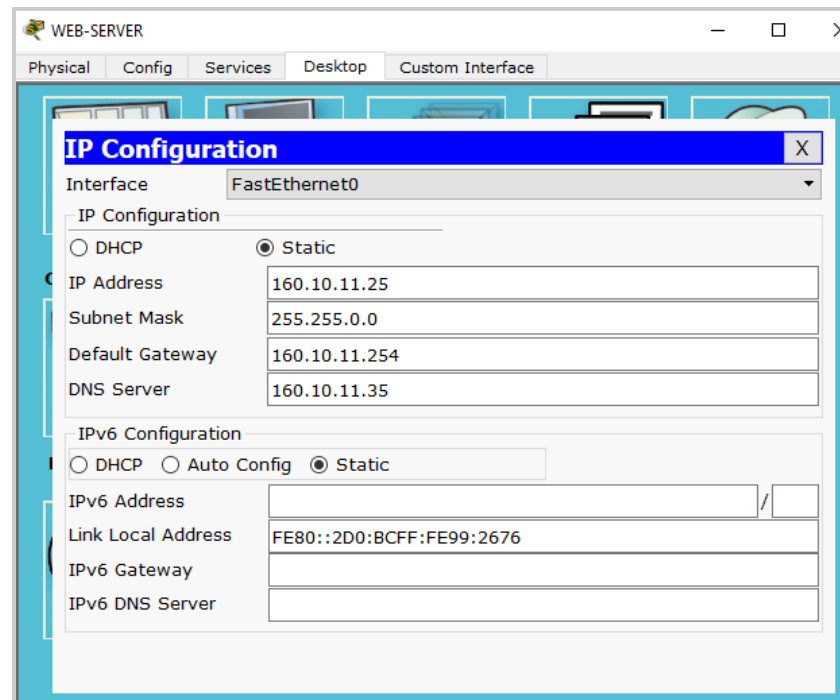 WEB-SERVER
Physical Config Services Desktop Custom Interface
IP Configuration X
Interface FastEthernet0
IP Configuration
DHCP Static
IP Address 160.10.11.25
Subnet Mask 255.255.0.0
Default Gateway 160.10.11.254
DNS Server 160.10.11.35
IPv6 Configuration
DHCP Auto Config Static
IPv6 Address /
Link Local Address FE80::2D0:BCFF:FE99:2676
IPv6 Gateway
IPv6 DNS Server